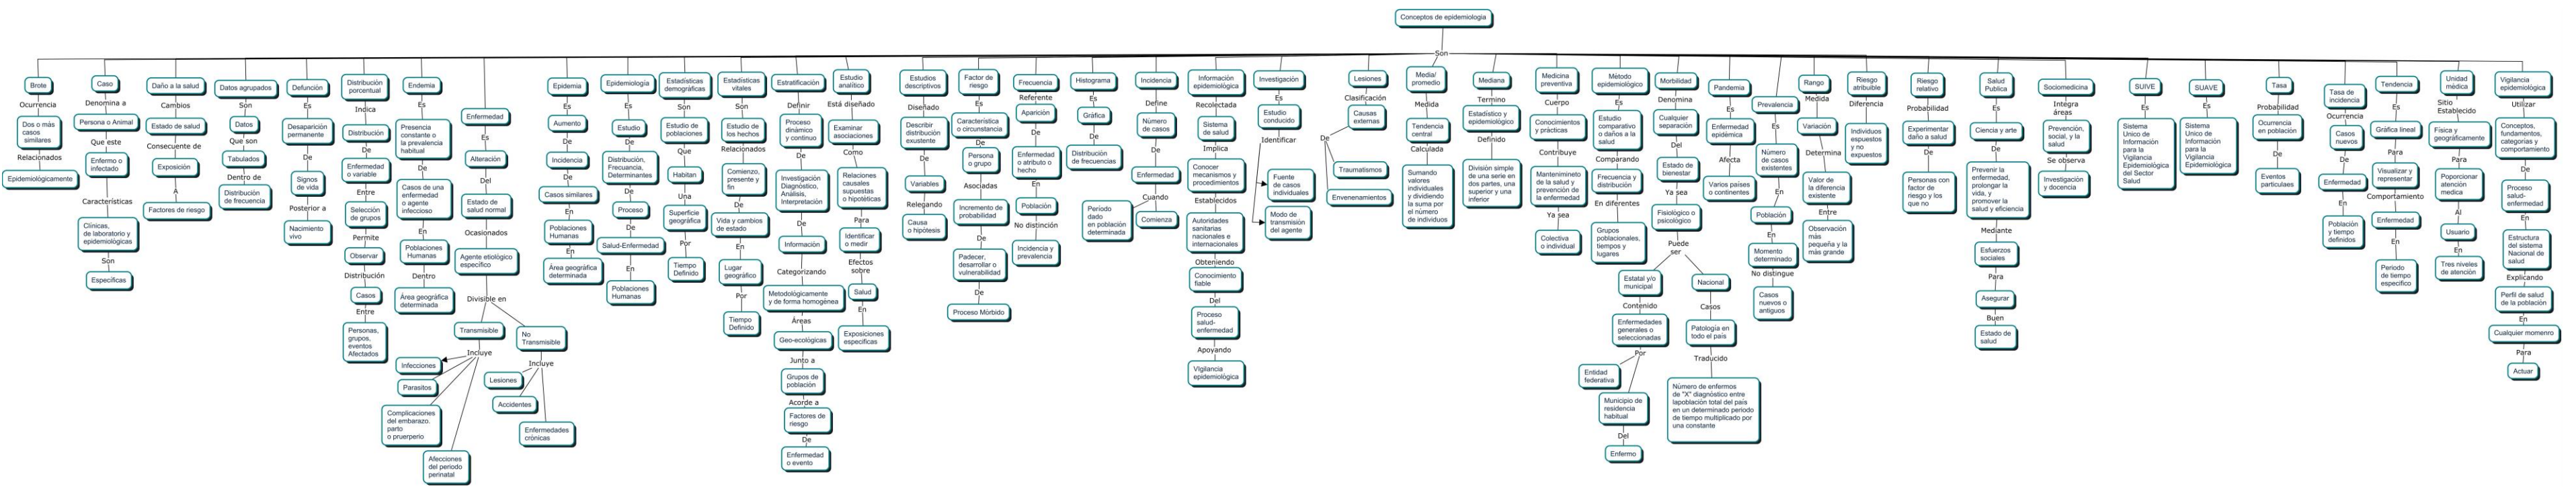 Conceptos de epidemiologia
Son
Brote
Ocurrencia
Dos o más
casos
similares
Relacionados
Epidemiológicamente
Caso
Denomina a
Persona o Animal
Que este
Enfermo o
infectado
Características
Clínicas,
de laboratorio y
epidemiológicas
Son
Específicas
Daño a la salud
Cambios
Estado de salud
Consecuente de
Exposición
A
Factores de riesgo
Datos agrupados
Son
Datos
Que son
Tabulados
Dentro de
Distribución
de frecuencia
Defunción
Es
Desaparición
permanente
De
Signos
de vida
Posterior a
Nacimiento
vivo
Distribución
porcentual
Indica
Distribución
De
Enfermedad
o variable
Entre
Selección
de grupos
Permite
Observar
Distribución
Casos
Entre
Personas,
grupos,
eventos
Afectados
Endemia
Es
Presencia
constante o
la prevalencia
habitual
De
Casos de una
enfermedad
o agente
infeccioso
En
Poblaciones
Humanas
Dentro
Área geográfica
determinada
Enfermedad
Es
Alteración
Del
Estado de
salud normal
Ocasionados
Agente etiológico
específico
Divisible en
Transmisible
Incluye
Infecciones
Parasitos
Complicaciones
del embarazo.
parto
o pruerperio
Afecciones
del periodo
perinatal
No
Transmisible
Incluye
Lesiones
Accidentes
Enfermedades
crónicas
Epidemia
Es
Aumento
De
Incidencia
De
Casos similares
En
Poblaciones
Humanas
En
Área geográfica
determinada
Epidemiología
Es
Estudio
De
Distribución,
Frecuencia,
Determinantes
De
Proceso
De
Salud-Enfermedad
En
Poblaciones
Humanas
Estadísticas
demográficas
Son
Estudio de
poblaciones
Que
Habitan
Una
Superficie
geográfica
Por
Tiempo
Definido
Estadísticas
vitales
Son
Estudio de
los hechos
Relacionados
Comienzo,
presente y
fin
De
Vida y cambios
de estado
En
Lugar
geográfico
Por
Tiempo
Definido
Estratificación
Definir
Proceso
dinámico
y continuo
De
Investigación
Diagnóstico,
Análisis,
Interpretación
De
Información
Categorizando
Metodológicamente
y de forma homogénea
Áreas
Geo-ecológicas
Junto a
Grupos de
población
Acorde a
Factores de
riesgo
De
Enfermedad
o evento
Estudio
analítico
Está diseñado
Examinar
asociaciones
Como
Relaciones
causales
supuestas
o hipotéticas
Para
Identificar
o medir
Efectos
sobre
Salud
En
Exposiciones
especificas
Estudios
descriptivos
Diseñado
Describir
distribución
existente
De
Variables
Relegando
Causa
o hipótesis
Factor de
riesgo
Es
Característica
o circunstancia
De
Persona
o grupo
Asociadas
Incremento de
probabilidad
De
Padecer,
desarrollar o
vulnerabilidad
De
Proceso Mórbido
Frecuencia
Referente
Aparición
De
Enfermedad
o atributo o
hecho
En
Población
No distinción
Incidencia y
prevalencia
Histograma
Es
Gráfica
De
Distribución
de frecuencias
Incidencia
Define
Número
de casos
De
Enfermedad
Cuando
Periodo
dado
en población
determinada
Comienza
Información
epidemiológica
Recolectada
Sistema
de salud
Implica
Conocer
mecanismos y
procedimientos
Establecidos
Autoridades
sanitarias
nacionales e
internacionales
Obteniendo
Conocimiento
fiable
Del
Proceso
salud-
enfermedad
Apoyando
VIgilancia
epidemiológica
Investigación
Es
Estudio
conducido
Identificar
Fuente
de casos
individuales
Modo de
transmisión
del agente
Lesiones
Clasificación
Causas
externas
De
Traumatismos
Envenenamientos
Media/
promedio
Medida
Tendencia
central
Calculada
Sumando
valores
individuales
y dividiendo
la suma por
el número
de individuos
Mediana
Termino
Estadístico y
epidemiológico
Definido
División simple
de una serie en
dos partes, una
superior y una
inferior
Medicina
preventiva
Cuerpo
Conocimientos
y prácticas
Contribuye
Mantenimineto
de la salud y
prevención de
la enfermedad
Ya sea
Colectiva
o individual
Método
epidemiológico
Es
Estudio
comparativo
o daños a la
salud
Comparando
Frecuencia y
distribución
En diferentes
Grupos
poblacionales,
tiempos y
lugares
Morbilidad
Denomina
Cualquier
separación
Del
Estado de
bienestar
Ya sea
Fisiológico o
psicológico
Puede
ser
Estatal y/o
municipal
Contenido
Enfermedades
generales o
seleccionadas
Por
Entidad
federativa
Municipio de
residencia
habitual
Del
Enfermo
Nacional
Casos
Patología en
todo el país
Traducido
Número de enfermos
de "X" diagnóstico entre
lapoblación total del país
en un determinado periodo
de tiempo multiplicado por
una constante
Pandemia
Es
Enfermedad
epidémica
Afecta
Varios países
o continentes
Prevalencia
Es
Número
de casos
existentes
En
Población
En
Momento
determinado
No distingue
Casos
nuevos o
antiguos
Rango
Medida
Variación
Determina
Valor de
la diferencia
existente
Entre
Observación
más
pequeña y la
más grande
Riesgo
atribuible
Diferencia
Individuos
expuestos
y no
expuestos
Riesgo
relativo
Probabilidad
Experimentar
daño a salud
De
Personas con
factor de
riesgo y los
que no
Salud
Publica
Es
Ciencia y arte
De
Prevenir la
enfermedad,
prolongar la
vida, y
promover la
salud y eficiencia
Mediante
Esfuerzos
sociales
Para
Asegurar
Buen
Estado de
salud
Sociomedicina
Integra
áreas
Prevención,
social, y la
salud
Se observa
Investigación
y docencia
SUIVE
Es
Sistema
Unico de
Información
para la
Vigilancia
Epidemiológica
del Sector
Salud
SUAVE
Es
Sistema
Unico de
Información
para la
Vigilancia
Epidemiológica
Tasa
Probabilidad
Ocurrencia
en población
De
Eventos
particulaes
Tasa de
incidencia
Ocurrencia
Casos
nuevos
De
Enfermedad
En
Población
y tiempo
definidos
Tendencia
Es
Gráfica lineal
Para
Visualizar y
representar
Comportamiento
Enfermedad
En
Periodo
de tiempo
especifico
Unidad
médica
Sitio
Establecido
Física y
geográficamente
Para
Poporcionar
atención
medica
Al
Usuario
En
Tres niveles
de atención
Vigilancia
epidemiológica
Utilizar
Conceptos,
fundamentos,
categorias y
comportamiento
De
Proceso
salud-
enfermedad
En
Estructura
del sistema
Nacional de
salud
Explicando
Perfil de salud
de la población
En
Cualquier momenro
Para
Actuar